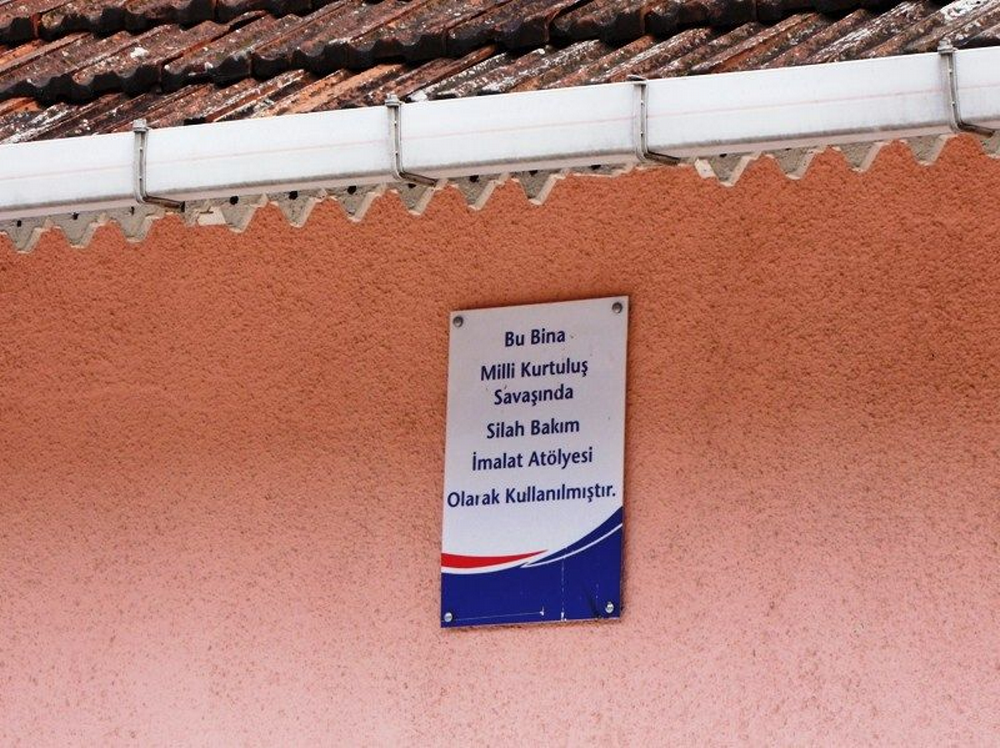 Bu Bina
Milli Kurtuluş
Savaşında
Silah Bakım
İmalat Atölyesi
Olarak Kullanılmıştır.